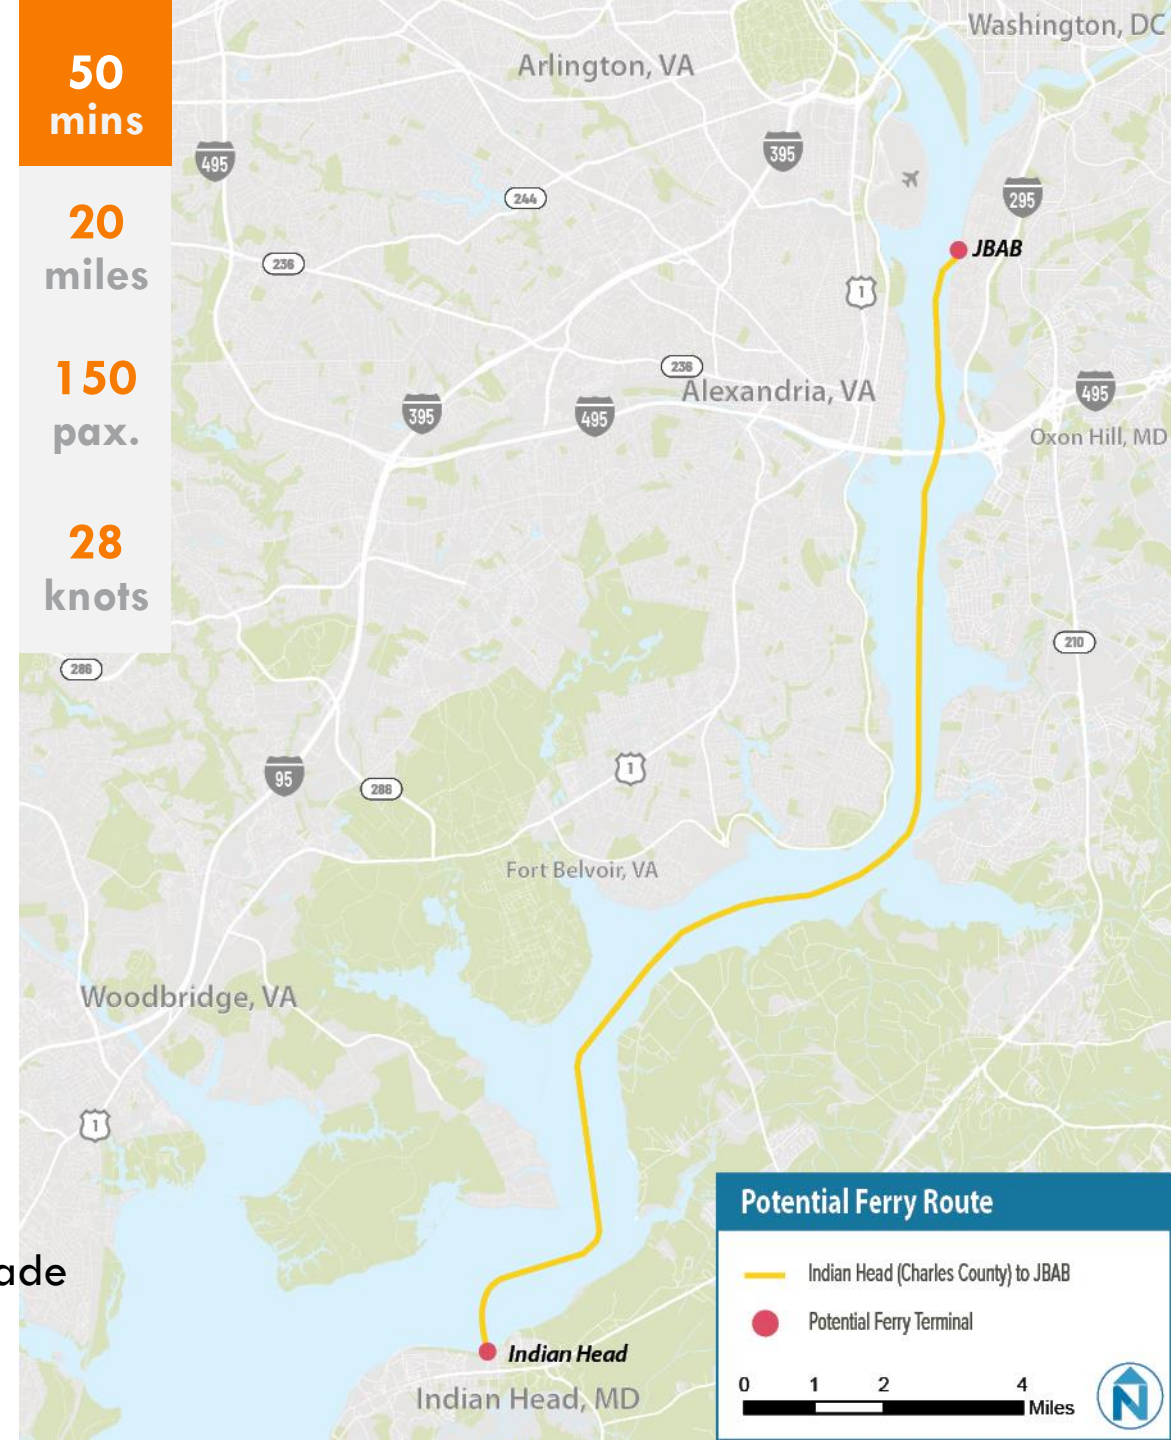 50
mins
20
miles
150
pax.
28
knots
Washington, DC
Arlington, VA
495
395
244
295
236
JBAB
1
236
Alexandria, VA
495
395
495
Oxon Hill, MD
210
286
95
1
286
Fort Belvoir, VA
Woodbridge, VA
1
ade
Indian Head
Indian Head, MD
Potential Ferry Route
Indian Head (Charles County) to JBAB
Potential Ferry Terminal
0 1 2 4
Miles
N